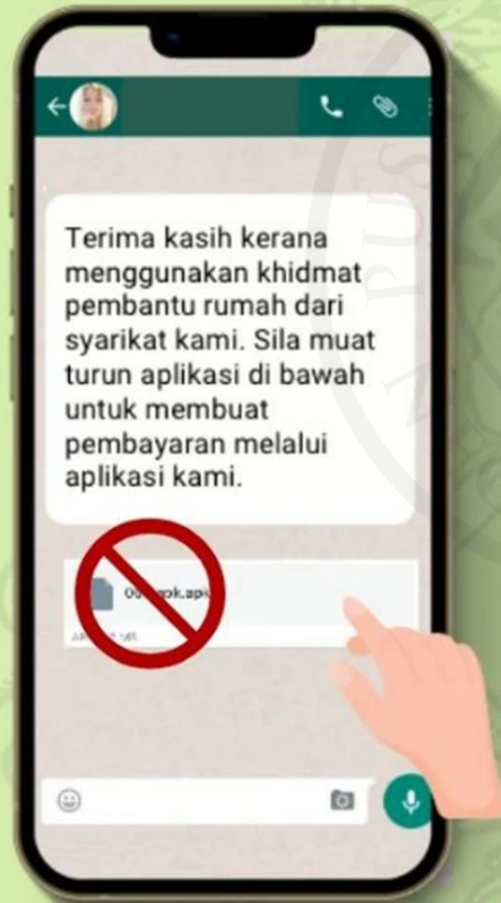 Terima kasih kerana
menggunakan khidmat
pembantu rumah dari
syarikat kami. Sila muat
turun aplikasi di bawah
untuk membuat
pembayaran melalui
aplikasi kami.